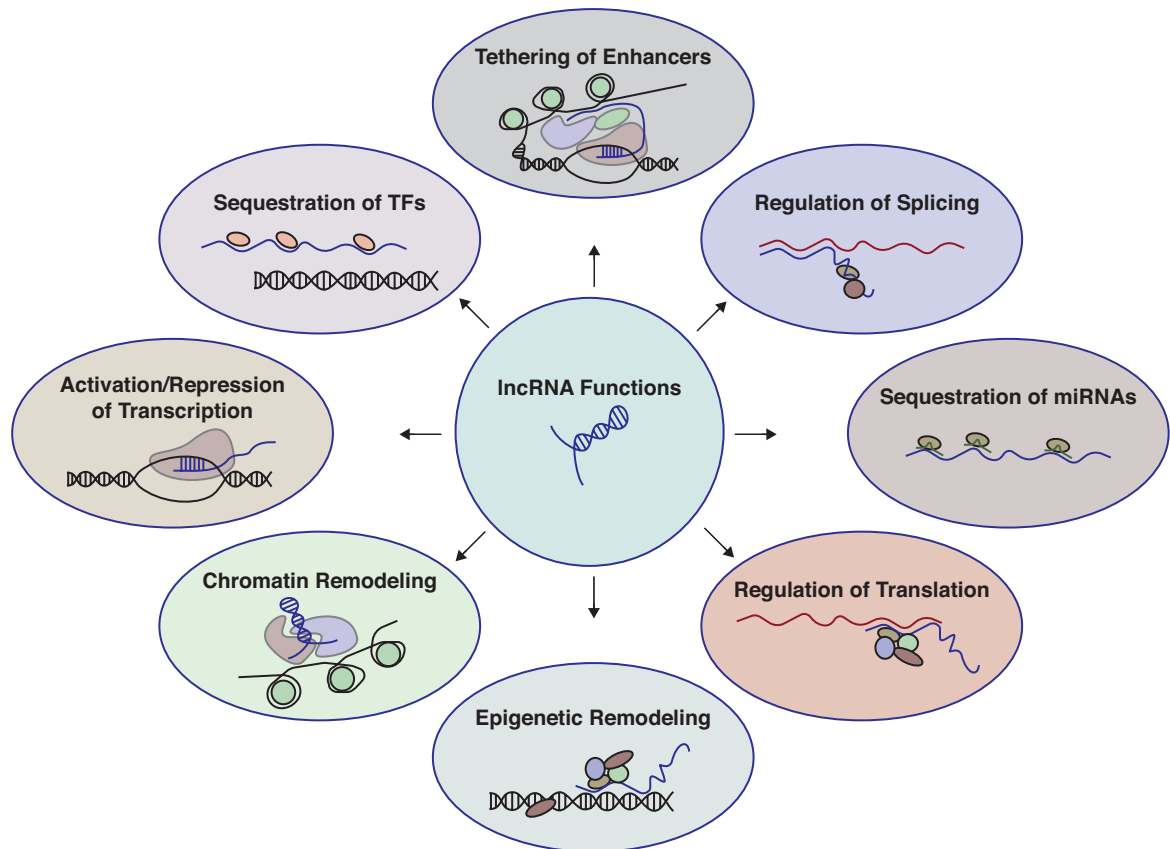 Tethering of Enhancers
Sequestration of TFs
Regulation of Splicing
Activation/Repression
of Transcription
lncRNA Functions
Sequestration of miRNAs
Chromatin Remodeling
Regulation of Translation
Epigenetic Remodeling